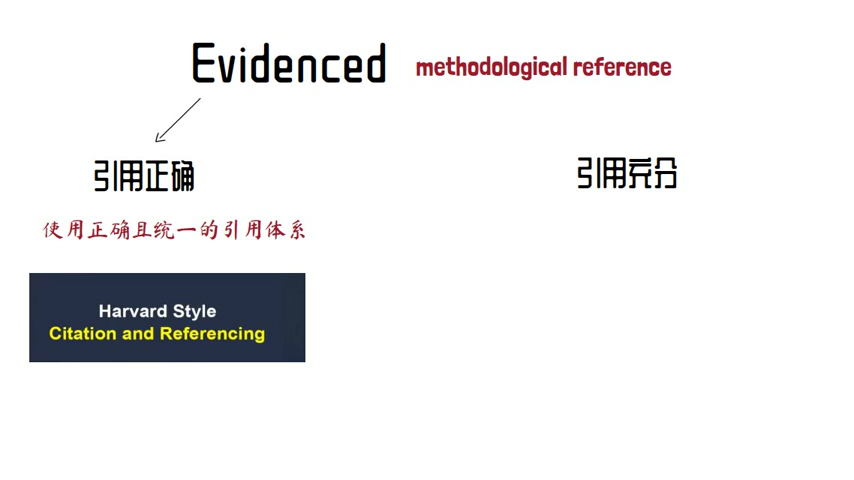 Evidenced methodological reference
引用正确
引用充分
使用正确且统一的引用体系
Harvard Style
Citation and Referencing